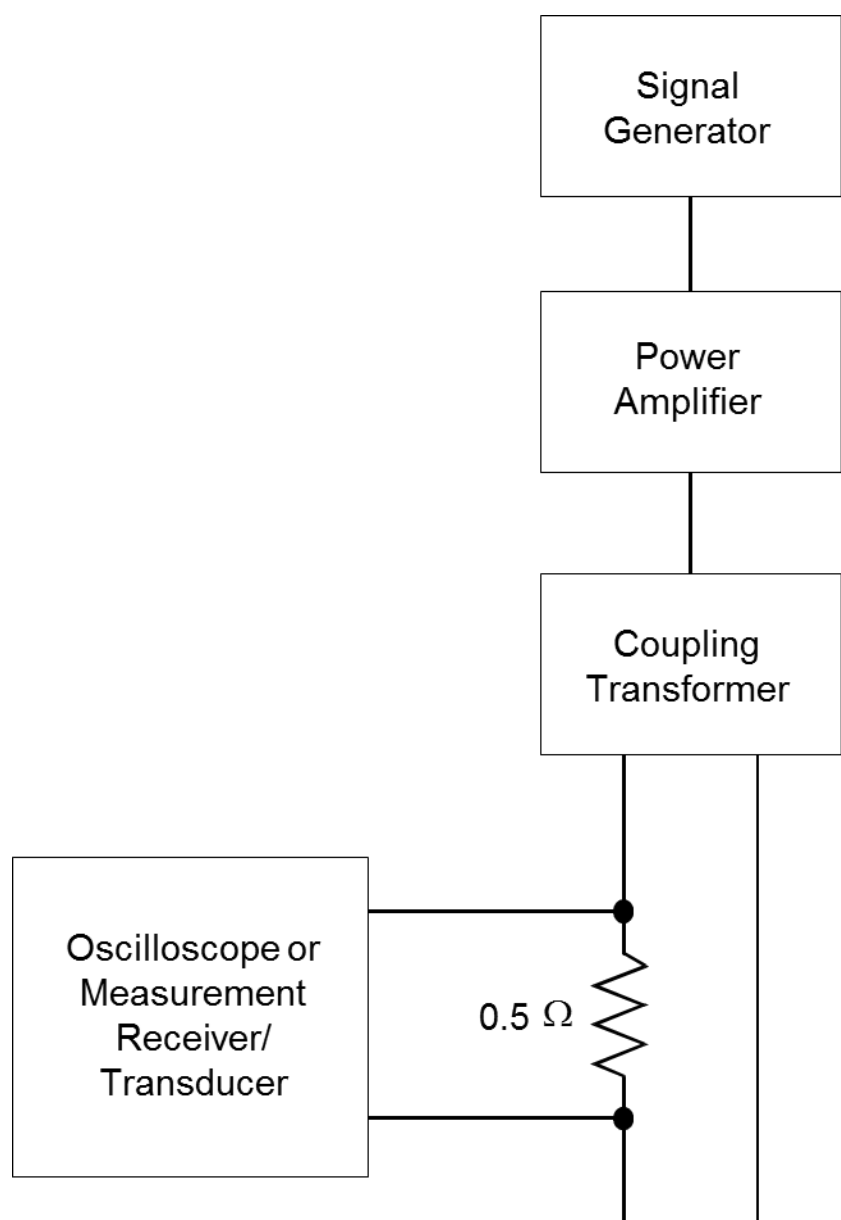 Signal
Generator
Power
Amplifier
Coupling
Transformer
Oscilloscope or
Measurement
Receiver/
Transducer
0.5 Ω